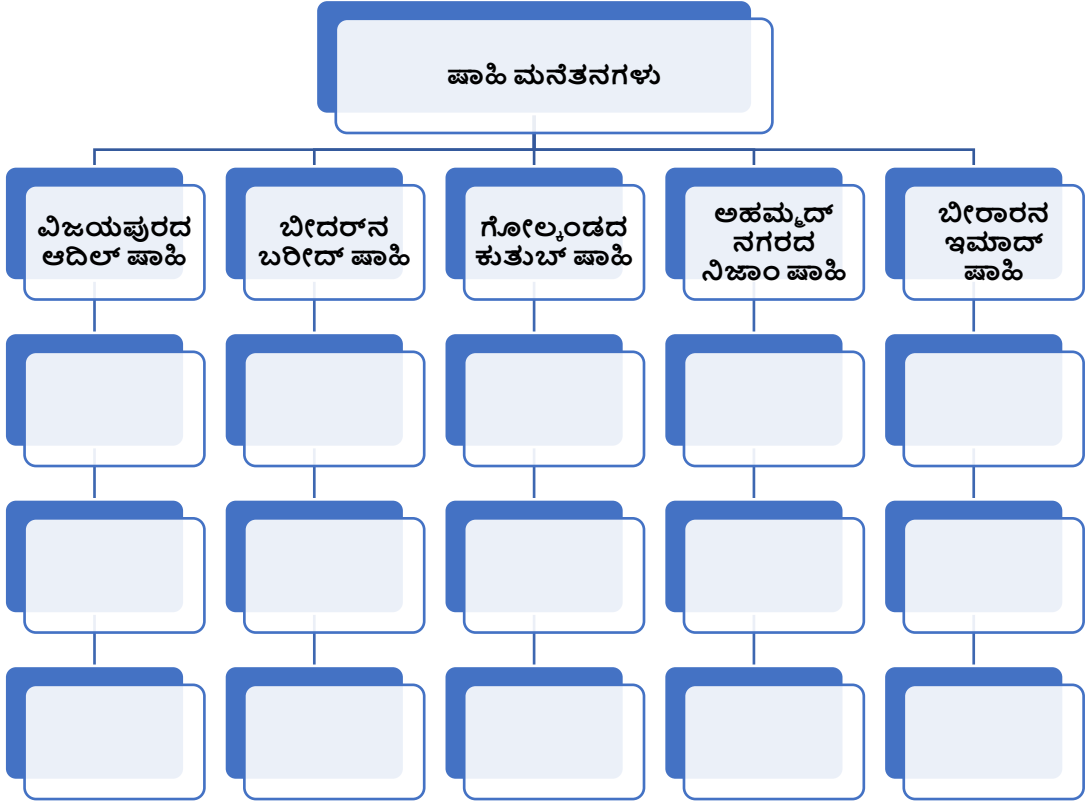 ಷಾಹಿ ಮನೆತನಗಳು
ವಿಜಯಪುರದ
ಆದಿಲ್ ಷಾಹಿ
ಬೀದರ್‌ನ
ಬರೀದ್ ಷಾಹಿ
ಗೋಲ್ಕಂಡದ
ಕುತುಬ್ ಷಾಹಿ
ಅಹಮ್ಮದ್
ನಗರದ
ನಿಜಾಂ ಷಾಹಿ
ಬೀರಾರನ
ಇಮಾದ್
ಷಾಹಿ